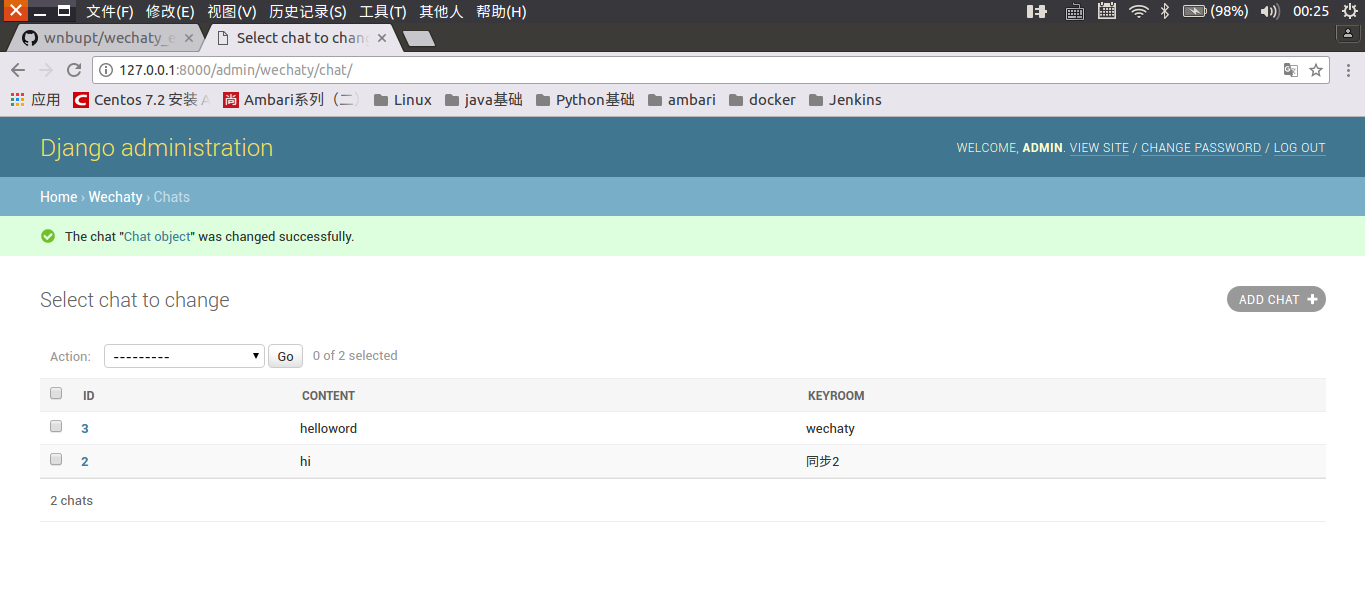 文件(F) 修改(E) 视图(V) 历史记录(S) 工具(T) 其他人 帮助(H) (98%) 00:25
wnbupt/wechaty_ Select chat to chan
127.0.0.1:8000/admin/wechaty/chat/
应用 Centos 7.2 安装 Ambari系列（二） Linux java基础 Python基础 ambari docker Jenkins
Django administration WELCOME, ADMIN. VIEW SITE / CHANGE PASSWORD / LOG OUT
Home › Wechaty › Chats
The chat "Chat object" was changed successfully.
Select chat to change ADD CHAT +
Action: --------- Go 0 of 2 selected
ID CONTENT KEYROOM
3 helloword wechaty
2 hi 同步2
2 chats